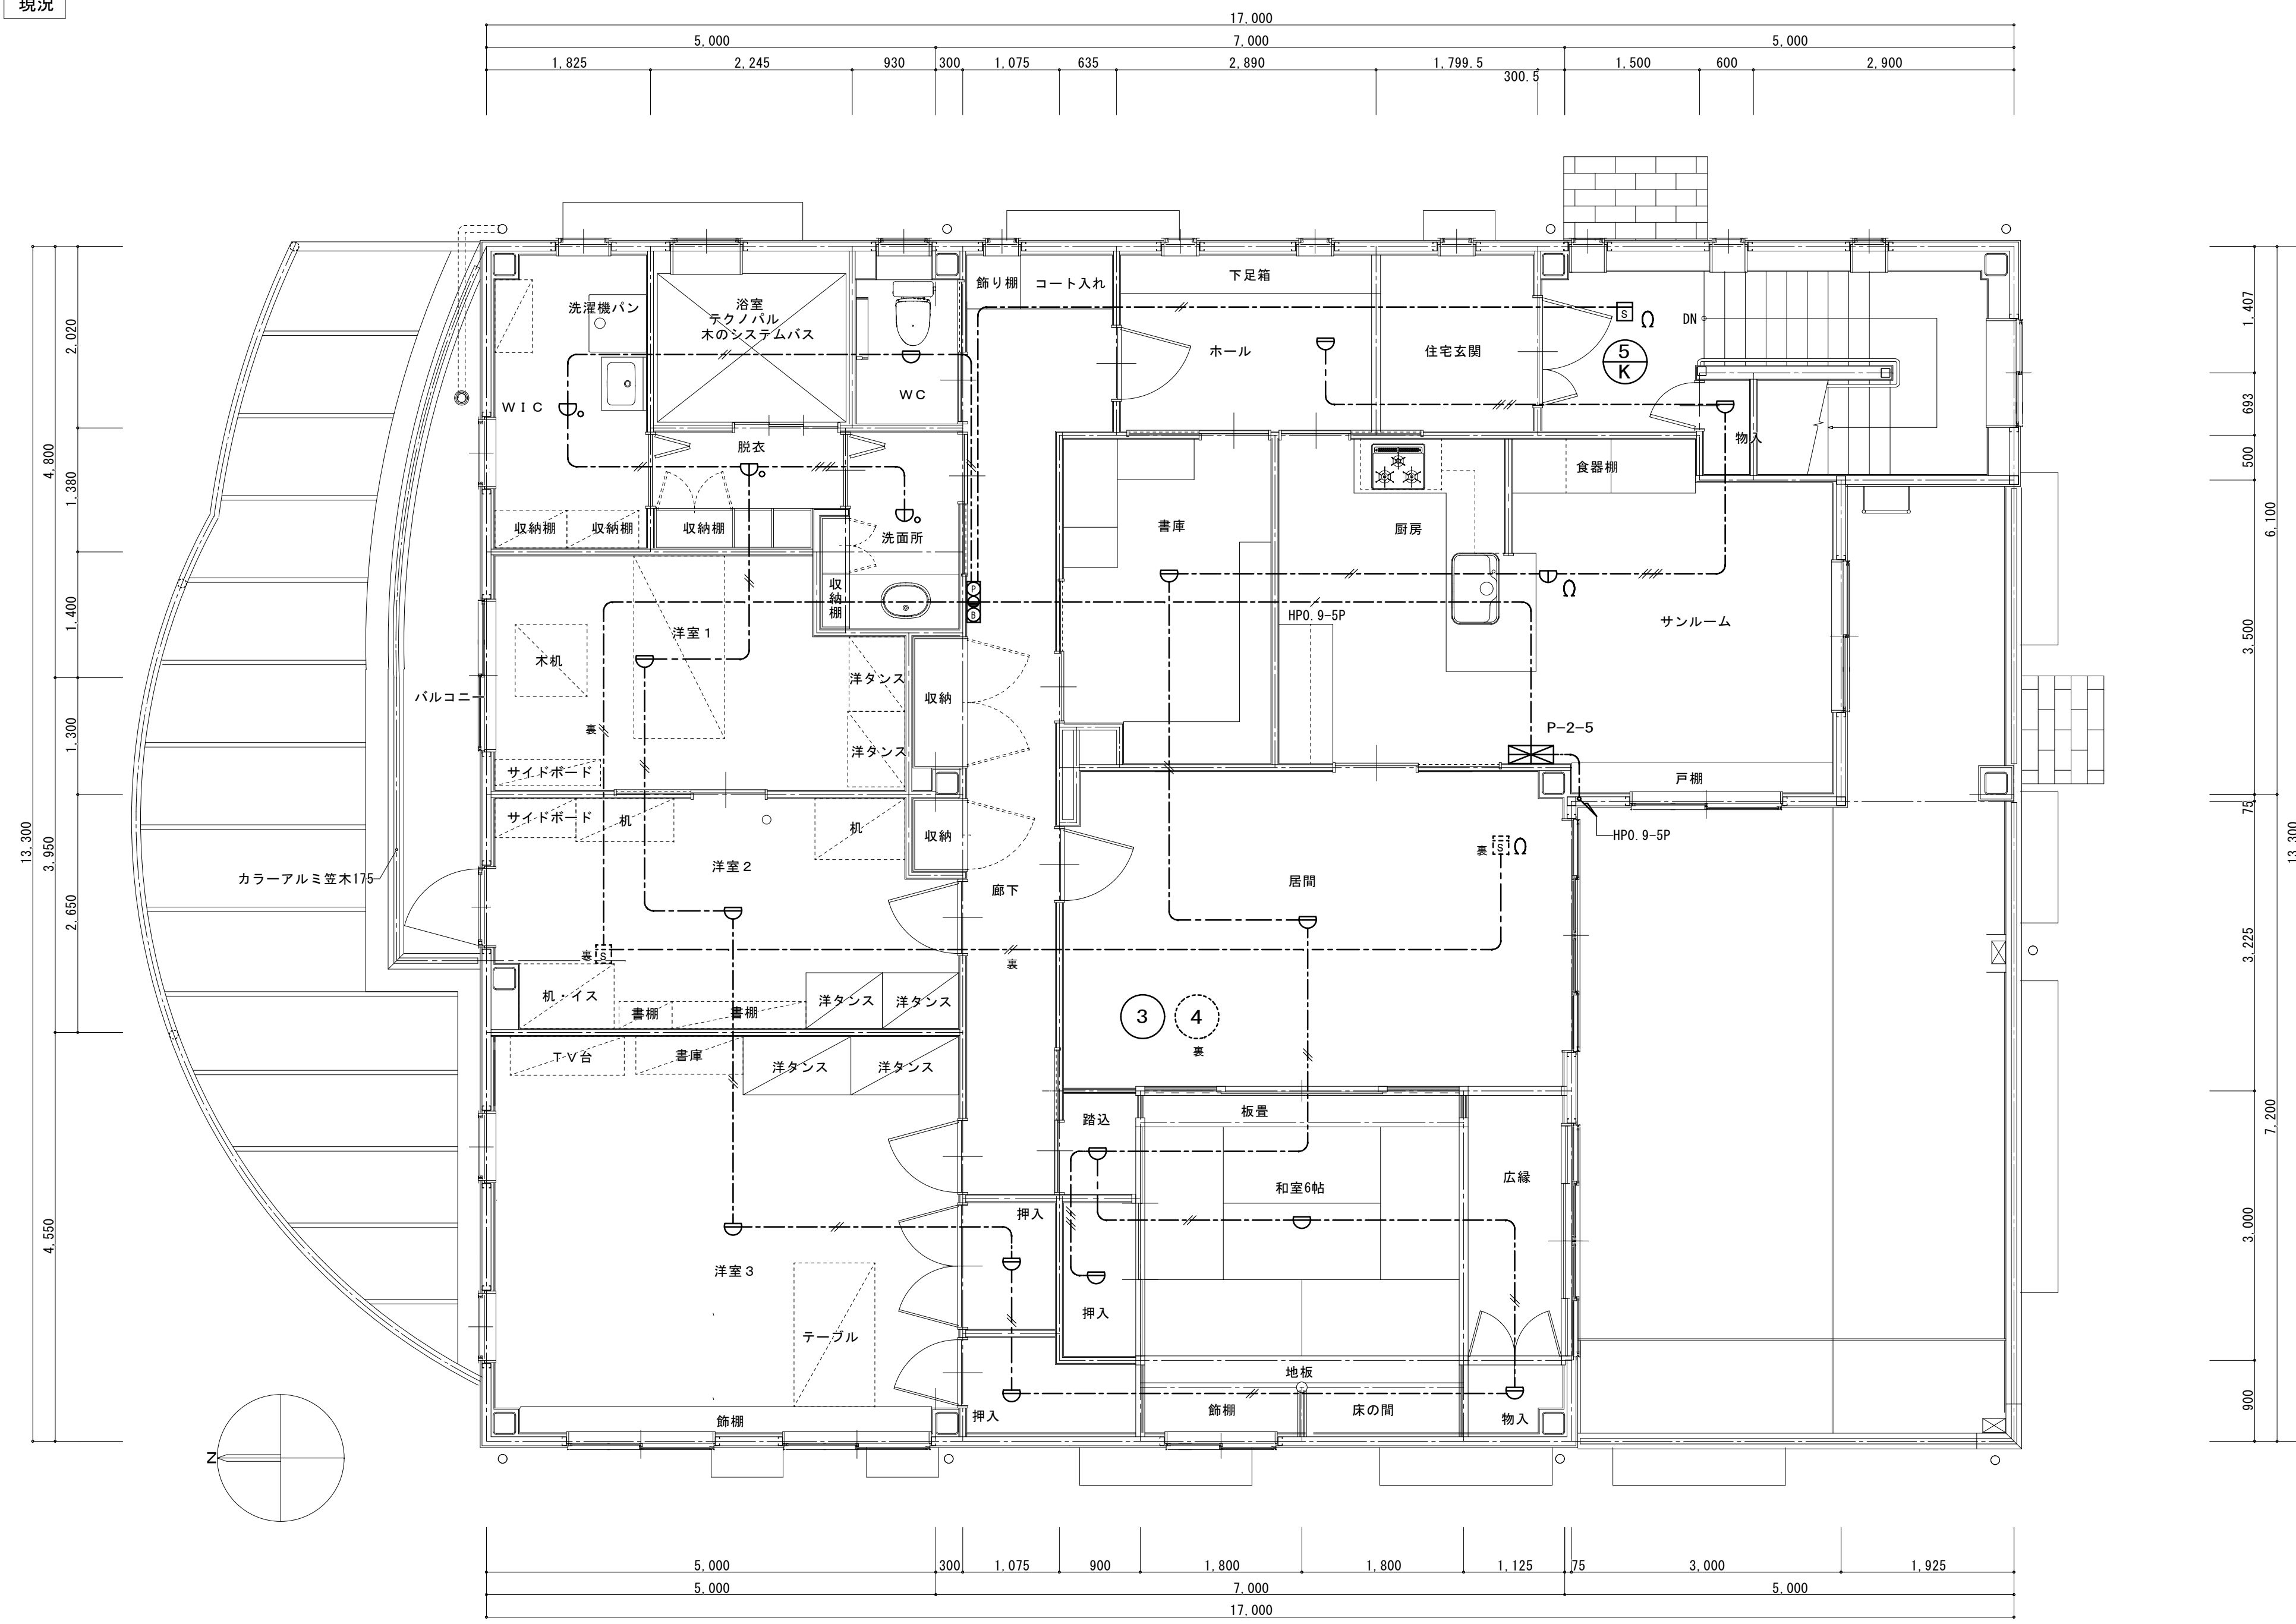 現況
17,000
5,000
7,000
5,000
1,825
2,245
930
300
1,075
635
2,890
1,799.5
300.5
1,500
600
2,900
飾り棚
コート入れ
下足箱
洗濯機パン
浴室
テクノパル
木のシステムバス
S
Ω
DN
ホール
住宅玄関
5
K
WIC
WC
脱衣
物入
食器棚
収納棚
収納棚
収納棚
洗面所
書庫
厨房
収納棚
P
B
HP0.9-5P
サンルーム
Ω
洋室1
木机
洋タンス
収納
バルコニー
裏
洋タンス
P-2-5
サイドボード
戸棚
サイドボード
机
机
収納
HP0.9-5P
裏
S
Ω
洋室2
カラーアルミ笠木175
廊下
居間
裏
S
裏
机・イス
書棚
書棚
洋タンス
洋タンス
3
4
裏
TV台
書庫
洋タンス
洋タンス
踏込
板畳
和室6帖
広縁
押入
洋室3
押入
テーブル
地板
飾棚
押入
飾棚
床の間
物入
Z
13,300
4,800
3,950
4,550
2,020
1,380
1,400
1,300
2,650
1,407
693
500
3,500
75
3,225
3,000
900
6,100
7,200
13,300
5,000
300
1,075
900
1,800
1,800
1,125
75
3,000
1,925
5,000
7,000
5,000
17,000